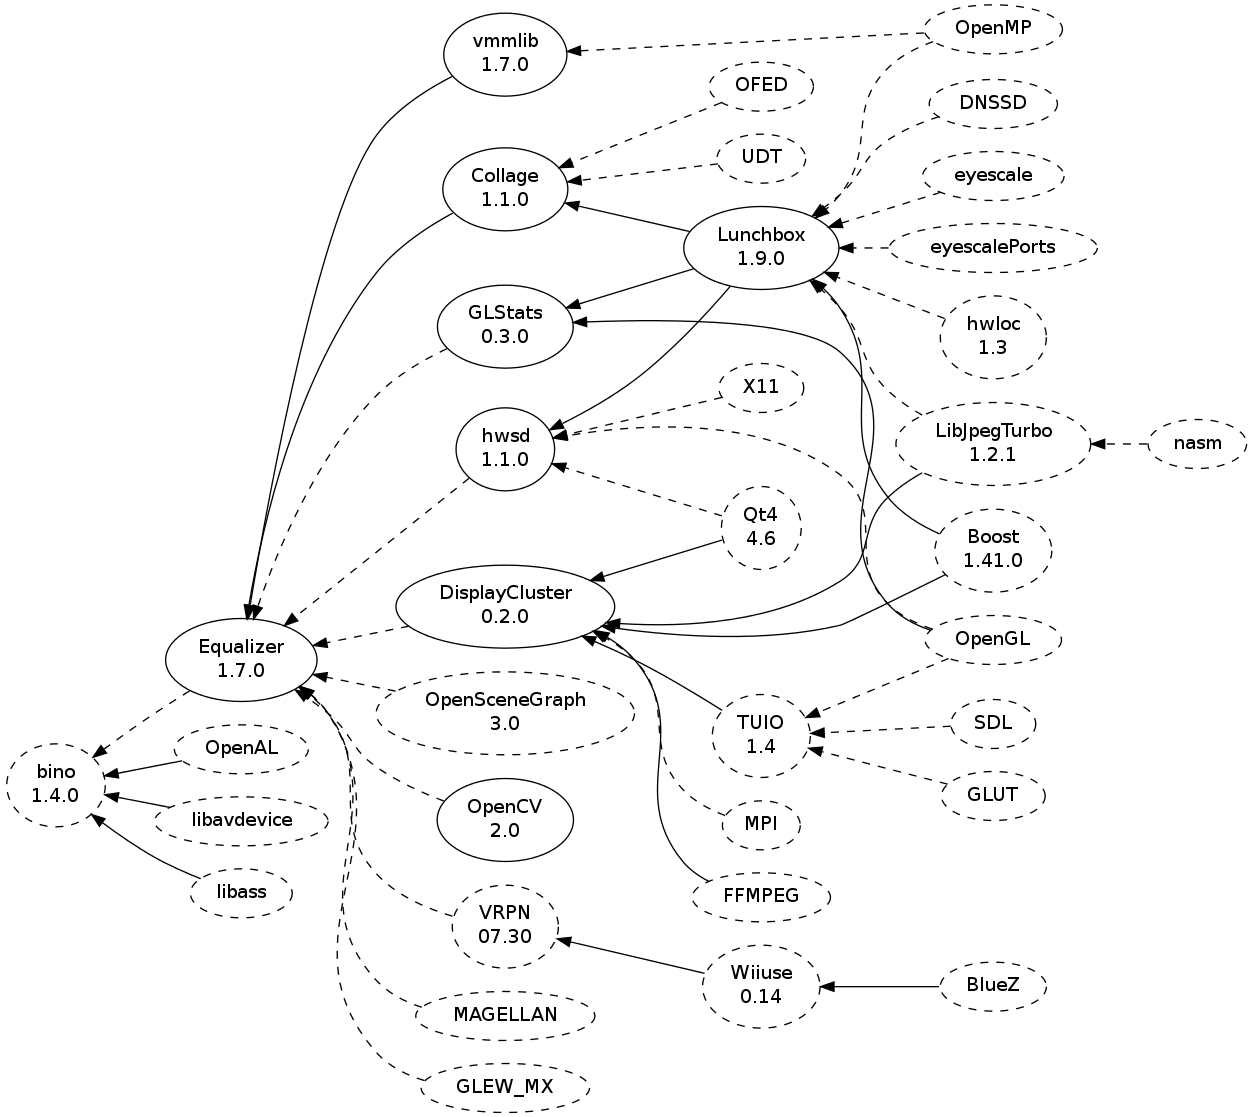 vmmlib
1.7.0
OpenMP
OFED
DNSSD
UDT
Collage
1.1.0
eyescale
Lunchbox
1.9.0
eyescalePorts
GLStats
0.3.0
hwloc
1.3
X11
hwsd
1.1.0
LibJpegTurbo
1.2.1
nasm
Qt4
4.6
Boost
1.41.0
DisplayCluster
0.2.0
Equalizer
1.7.0
OpenGL
OpenSceneGraph
3.0
TUIO
1.4
SDL
OpenAL
bino
1.4.0
GLUT
libavdevice
OpenCV
2.0
MPI
libass
FFMPEG
VRPN
07.30
Wiiuse
0.14
BlueZ
MAGELLAN
GLEW_MX